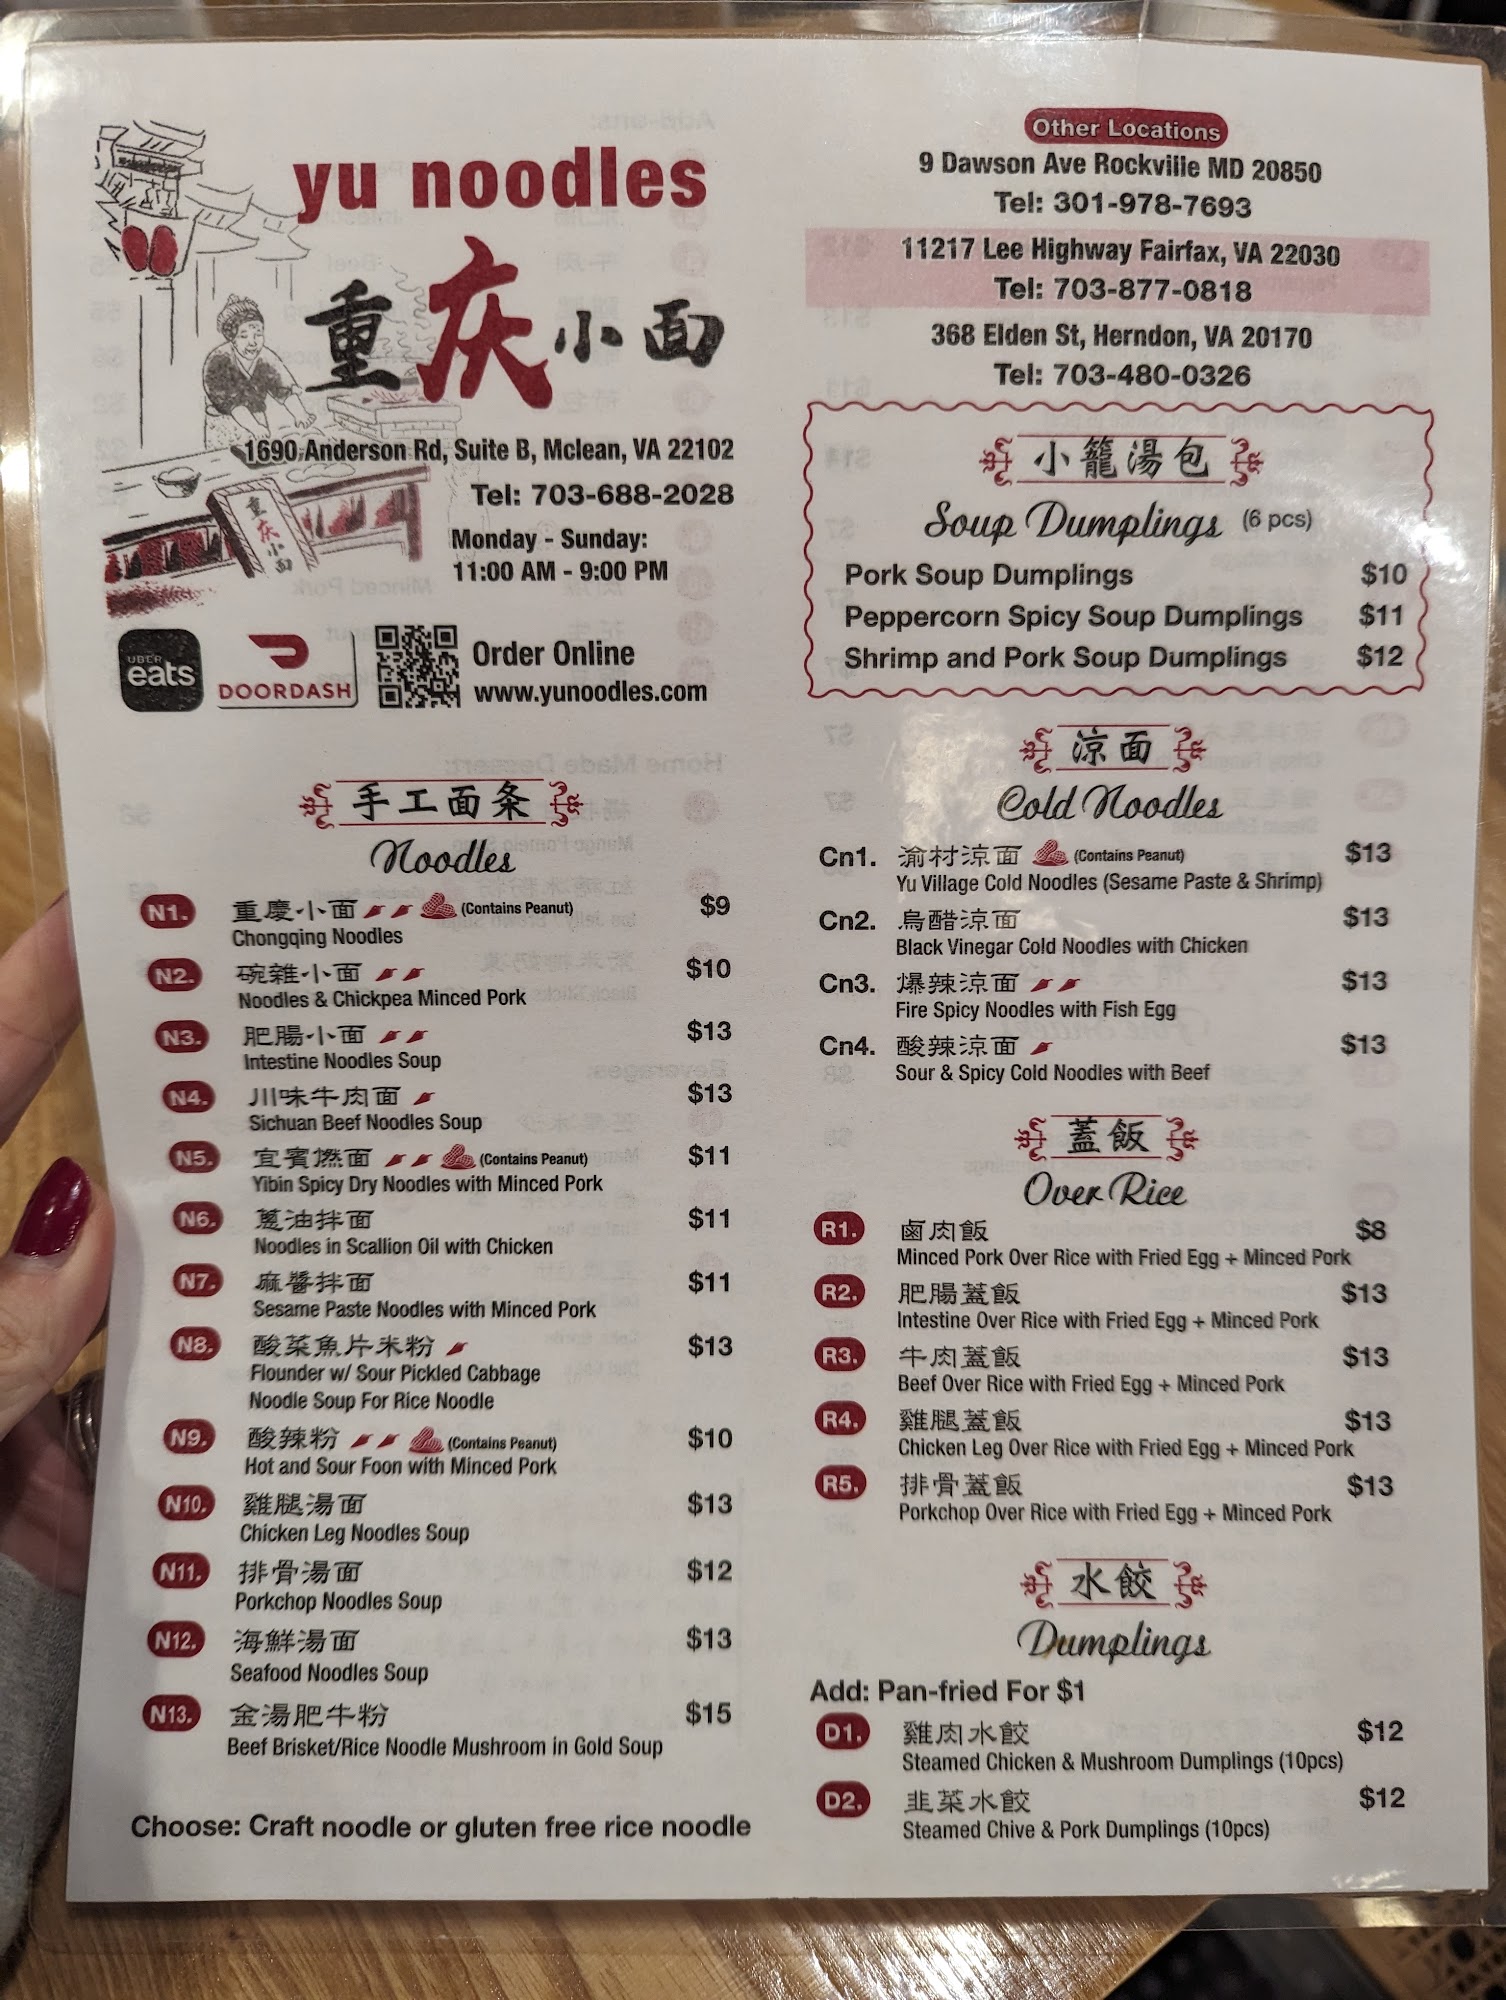 yu noodles
重庆小面
重庆小面
1690 Anderson Rd, Suite B, Mclean, VA 22102
Tel: 703-688-2028
Monday - Sunday:
11:00 AM - 9:00 PM
UBER eats
DOORDASH
Order Online
www.yunoodles.com
手工面条
Noodles
N1. 重慶小面 (Contains Peanut) $9
Chongqing Noodles
N2. 碗雜小面 $10
Noodles & Chickpea Minced Pork
N3. 肥腸小面 $13
Intestine Noodles Soup
N4. 川味牛肉面 $13
Sichuan Beef Noodles Soup
N5. 宜賓燃面 (Contains Peanut) $11
Yibin Spicy Dry Noodles with Minced Pork
N6. 蔥油拌面 $11
Noodles in Scallion Oil with Chicken
N7. 麻醬拌面 $11
Sesame Paste Noodles with Minced Pork
N8. 酸菜魚片米粉 $13
Flounder w/ Sour Pickled Cabbage
Noodle Soup For Rice Noodle
N9. 酸辣粉 (Contains Peanut) $10
Hot and Sour Foon with Minced Pork
N10. 雞腿湯面 $13
Chicken Leg Noodles Soup
N11. 排骨湯面 $12
Porkchop Noodles Soup
N12. 海鮮湯面 $13
Seafood Noodles Soup
N13. 金湯肥牛粉 $15
Beef Brisket/Rice Noodle Mushroom in Gold Soup
Choose: Craft noodle or gluten free rice noodle
Other Locations
9 Dawson Ave Rockville MD 20850
Tel: 301-978-7693
11217 Lee Highway Fairfax, VA 22030
Tel: 703-877-0818
368 Elden St, Herndon, VA 20170
Tel: 703-480-0326
小籠湯包
Soup Dumplings (6 pcs)
Pork Soup Dumplings $10
Peppercorn Spicy Soup Dumplings $11
Shrimp and Pork Soup Dumplings $12
涼面
Cold Noodles
Cn1. 渝村涼面 (Contains Peanut) $13
Yu Village Cold Noodles (Sesame Paste & Shrimp)
Cn2. 烏醋涼面 $13
Black Vinegar Cold Noodles with Chicken
Cn3. 爆辣涼面 $13
Fire Spicy Noodles with Fish Egg
Cn4. 酸辣涼面 $13
Sour & Spicy Cold Noodles with Beef
蓋飯
Over Rice
R1. 鹵肉飯 $8
Minced Pork Over Rice with Fried Egg + Minced Pork
R2. 肥腸蓋飯 $13
Intestine Over Rice with Fried Egg + Minced Pork
R3. 牛肉蓋飯 $13
Beef Over Rice with Fried Egg + Minced Pork
R4. 雞腿蓋飯 $13
Chicken Leg Over Rice with Fried Egg + Minced Pork
R5. 排骨蓋飯 $13
Porkchop Over Rice with Fried Egg + Minced Pork
水餃
Dumplings
Add: Pan-fried For $1
D1. 雞肉水餃 $12
Steamed Chicken & Mushroom Dumplings (10pcs)
D2. 韭菜水餃 $12
Steamed Chive & Pork Dumplings (10pcs)